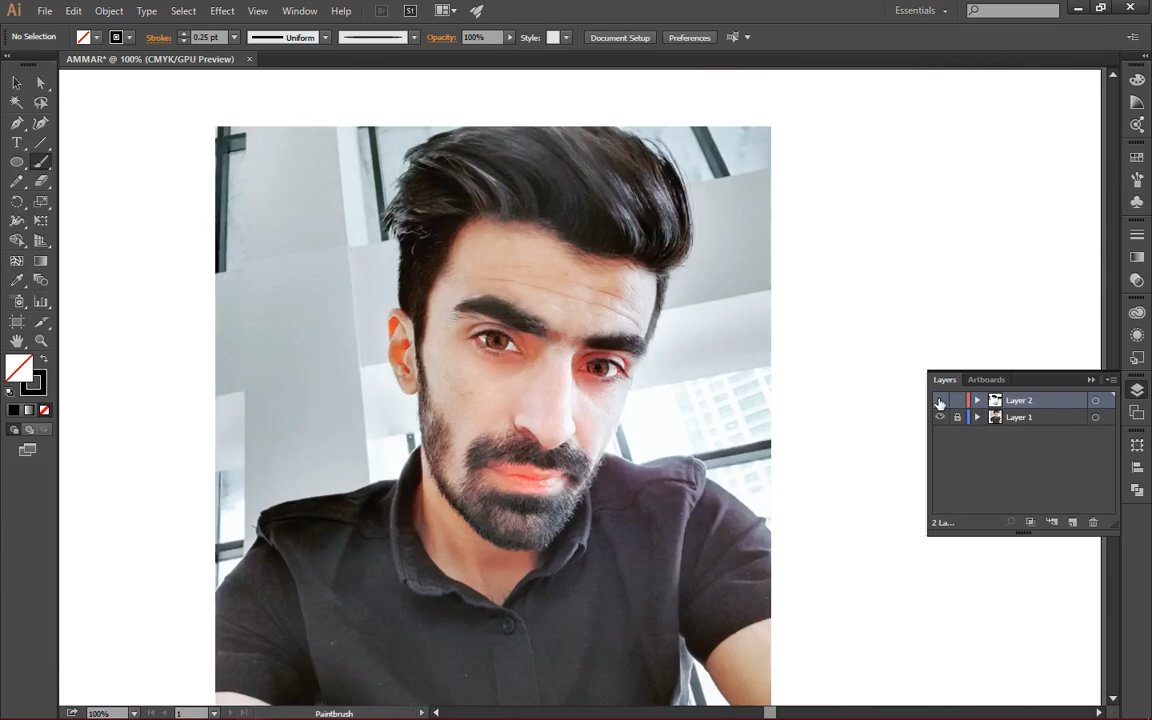 Ai File Edit Object Type Select Effect View Window Help Br St Essentials
No Selection Stroke: 0.25 pt Uniform Opacity: 100% Style: Document Setup Preferences
AMMAR* @ 100% (CMYK/GPU Preview)
Layers Artboards
Layer 2
Layer 1
2 La...
100% 1 Paintbrush